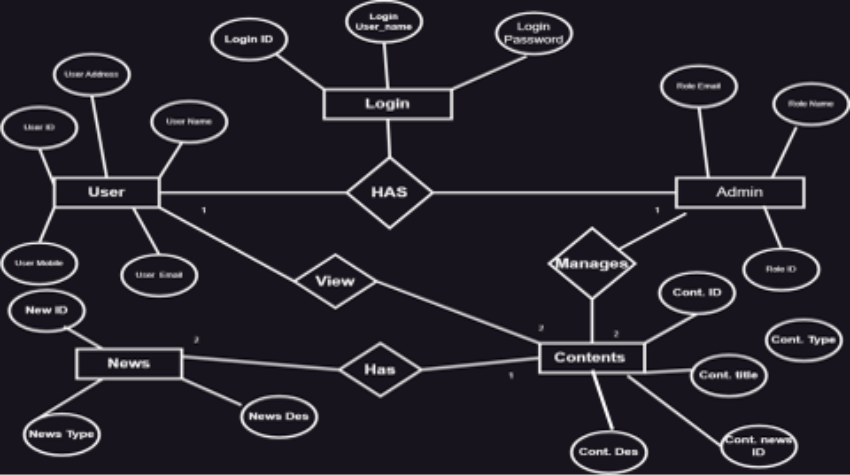 Login
User_name
Login ID
Login
Password
User Address
Role Email
Login
Role Name
User ID
User Name
User
HAS
Admin
1
1
User Mobile
User Email
View
Manages
Role ID
Cont. ID
New ID
2
2
2
Cont. Type
News
Has
Contents
1
Cont. title
News Type
News Des
Cont. Des
Cont. news
ID